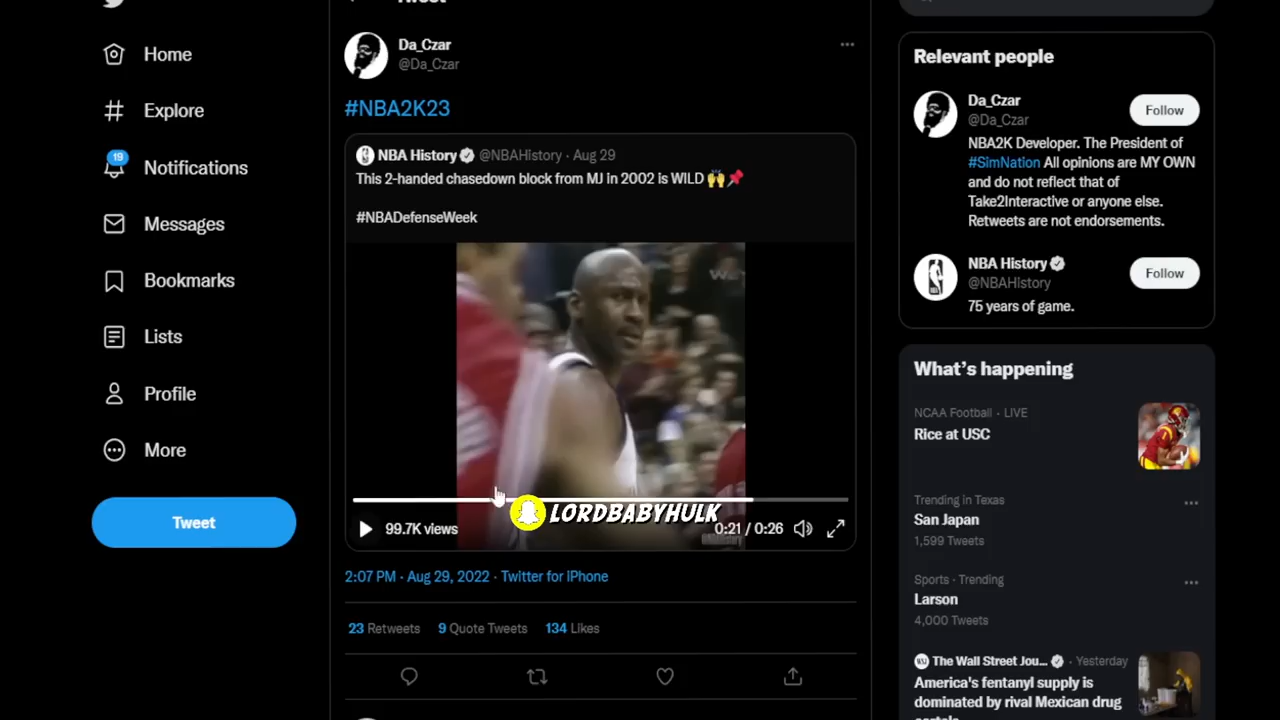 Tweet
Home
Explore
19
Notifications
Messages
Bookmarks
Lists
Profile
More
Tweet
Da_Czar
@Da_Czar
#NBA2K23
NBA History @NBAHIstory · Aug 29
This 2-handed chasedown block from MJ in 2002 is WILD 🙌📌
#NBADefenseWeek
LORDBABYHULK
99.7K views
0:21 / 0:26
2:07 PM · Aug 29, 2022 · Twitter for iPhone
23 Retweets 9 Quote Tweets 134 Likes
Relevant people
Da_Czar
@Da_Czar
Follow
NBA2K Developer. The President of
#SimNation All opinions are MY OWN
and do not reflect that of
Take2Interactive or anyone else.
Retweets are not endorsements.
NBA History
@NBAHIstory
Follow
75 years of game.
What's happening
NCAA Football · LIVE
Rice at USC
Trending in Texas
San Japan
1,599 Tweets
Sports · Trending
Larson
4,000 Tweets
The Wall Street Jou... · Yesterday
America's fentanyl supply is
dominated by rival Mexican drug